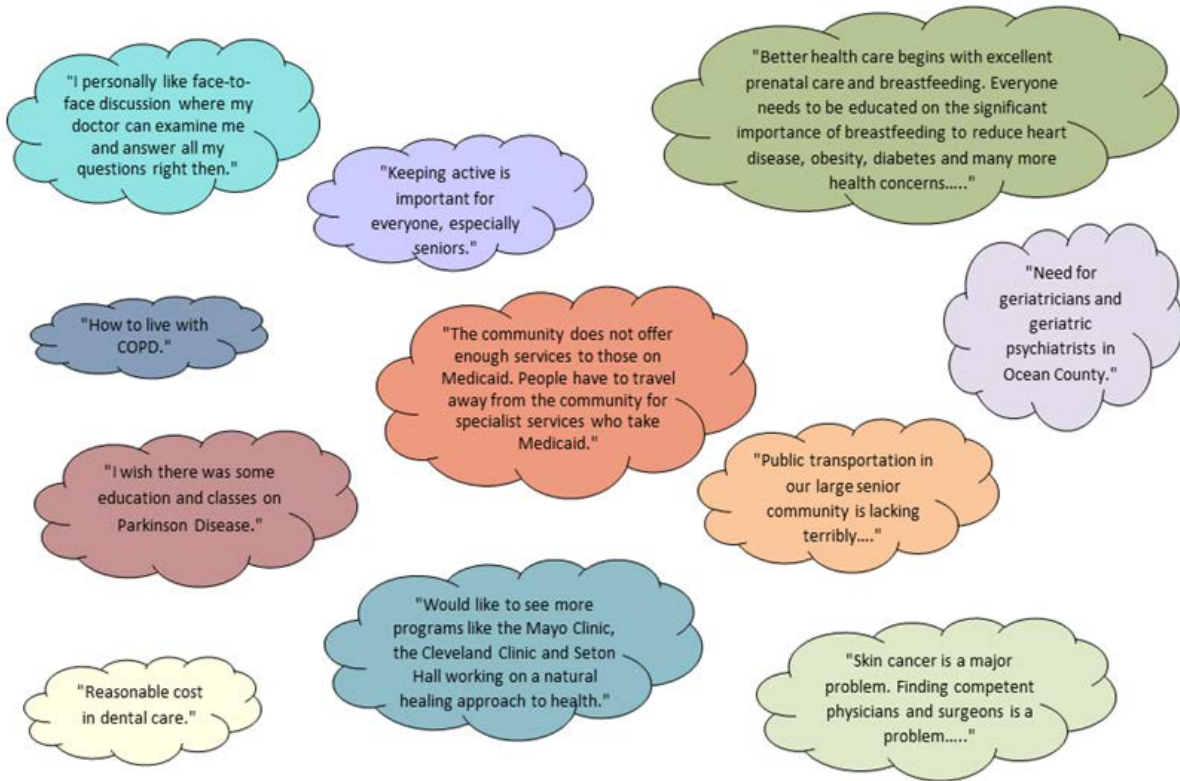 "I personally like face-to-
face discussion where my
doctor can examine me
and answer all my
questions right then."
"Better health care begins with excellent
prenatal care and breastfeeding. Everyone
needs to be educated on the significant
importance of breastfeeding to reduce heart
disease, obesity, diabetes and many more
health concerns....."
"Keeping active is
important for
everyone, especially
seniors."
"Need for
geriatricians and
geriatric
psychiatrists in
Ocean County."
"How to live with
COPD."
"The community does not offer
enough services to those on
Medicaid. People have to travel
away from the community for
specialist services who take
Medicaid."
"I wish there was some
education and classes on
Parkinson Disease."
"Public transportation in
our large senior
community is lacking
terribly...."
"Would like to see more
programs like the Mayo Clinic,
the Cleveland Clinic and Seton
Hall working on a natural
healing approach to health."
"Reasonable cost
in dental care."
"Skin cancer is a major
problem. Finding competent
physicians and surgeons is a
problem....."